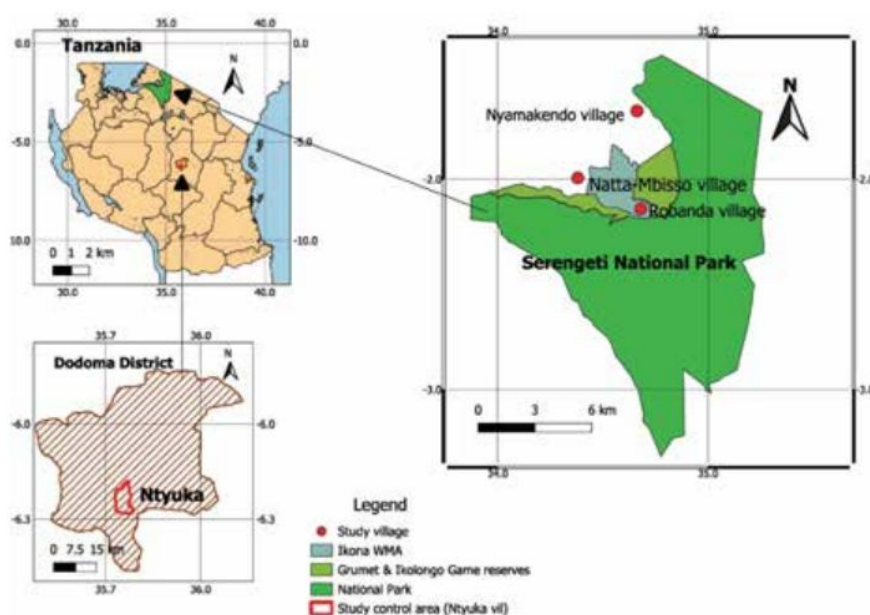 30.0 35.0 40.0
0.0 0.0
Tanzania
N
-5.0 -5.0
10.0 -10.0
0 1 2 km
30.0 35.0 40.0
35.7 36.0
Dodoma District
N
-6.0 -6.0
Ntyuka
-6.3 -6.3
0 7.5 15 km
35.7 36.0
24.0 35.0
N
Nyamakendo village
-2.0 -2.0
Natta-Mbisso village
Robanda village
Serengeti National Park
-3.0 -3.0
0 3 6 km
34.0 35.0
Legend
Study village
Ikona WMA
Grumet & Ikolongo Game reserves
National Park
Study control area (Ntyuka vil)